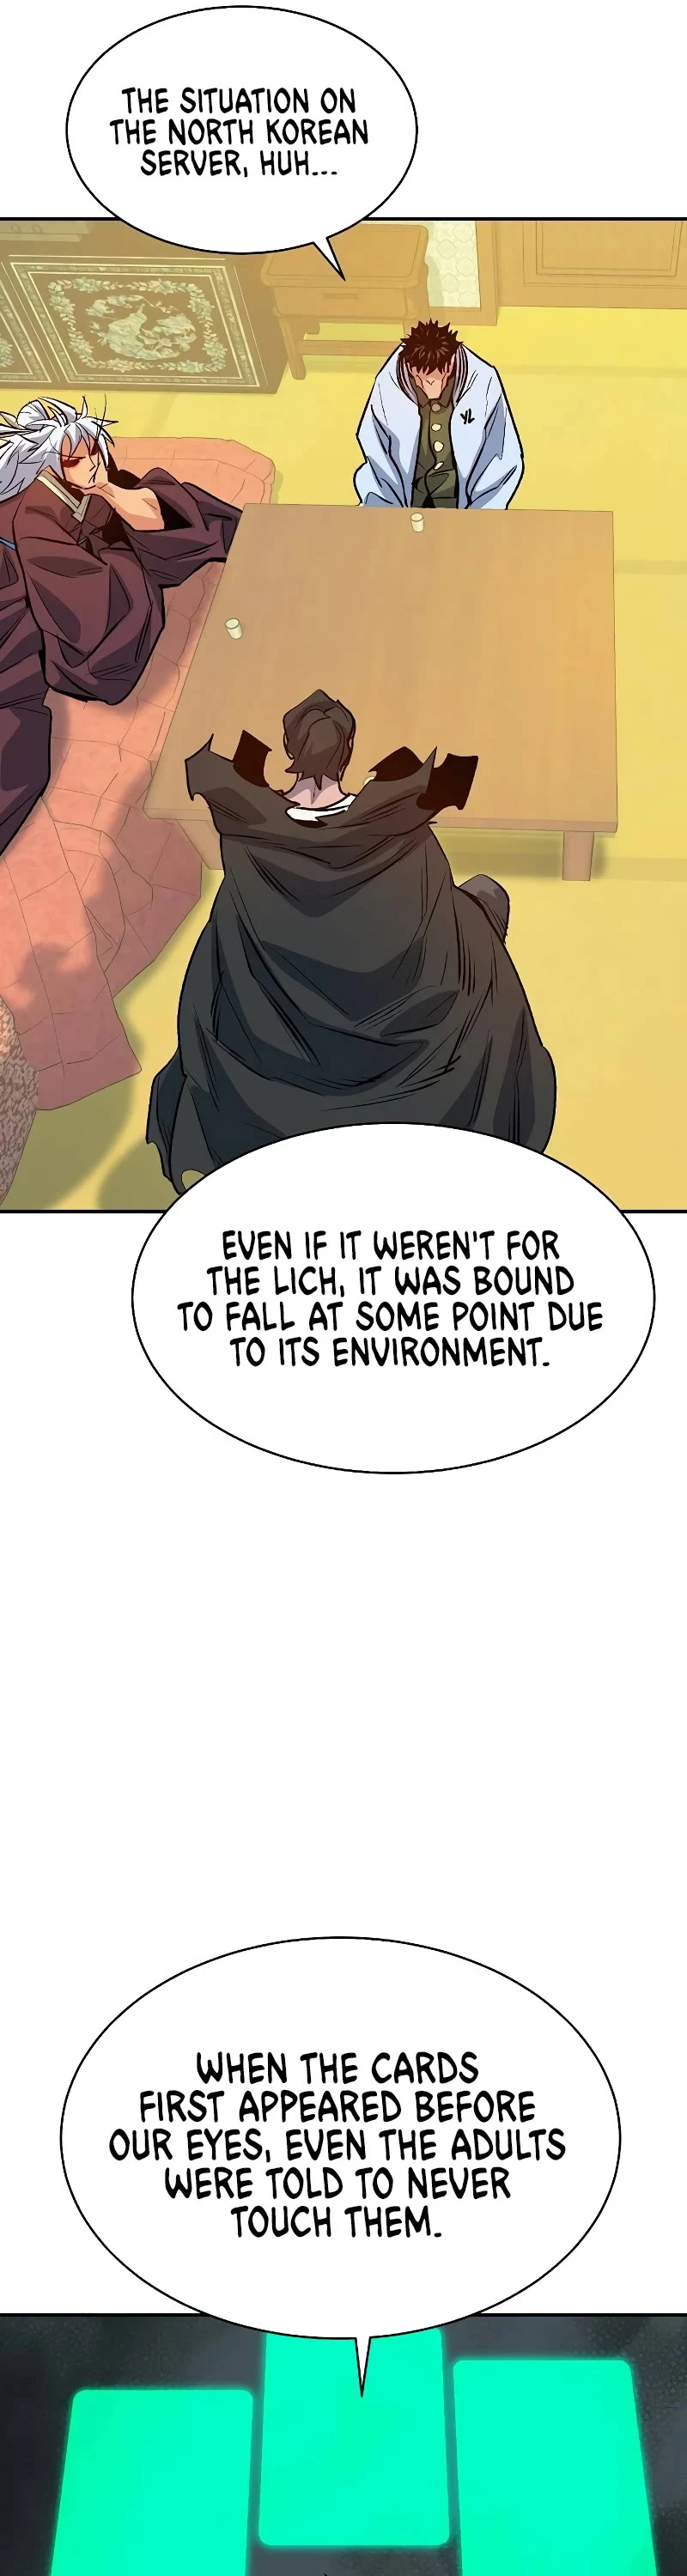 THE SITUATION ON
THE NORTH KOREAN
SERVER, HUH...
YL
EVEN IF IT WEREN'T FOR
THE LICH, IT WAS BOUND
TO FALL AT SOME POINT DUE
TO ITS ENVIRONMENT.
WHEN THE CARDS
FIRST APPEARED BEFORE
OUR EYES, EVEN THE ADULTS
WERE TOLD TO NEVER
TOUCH THEM.